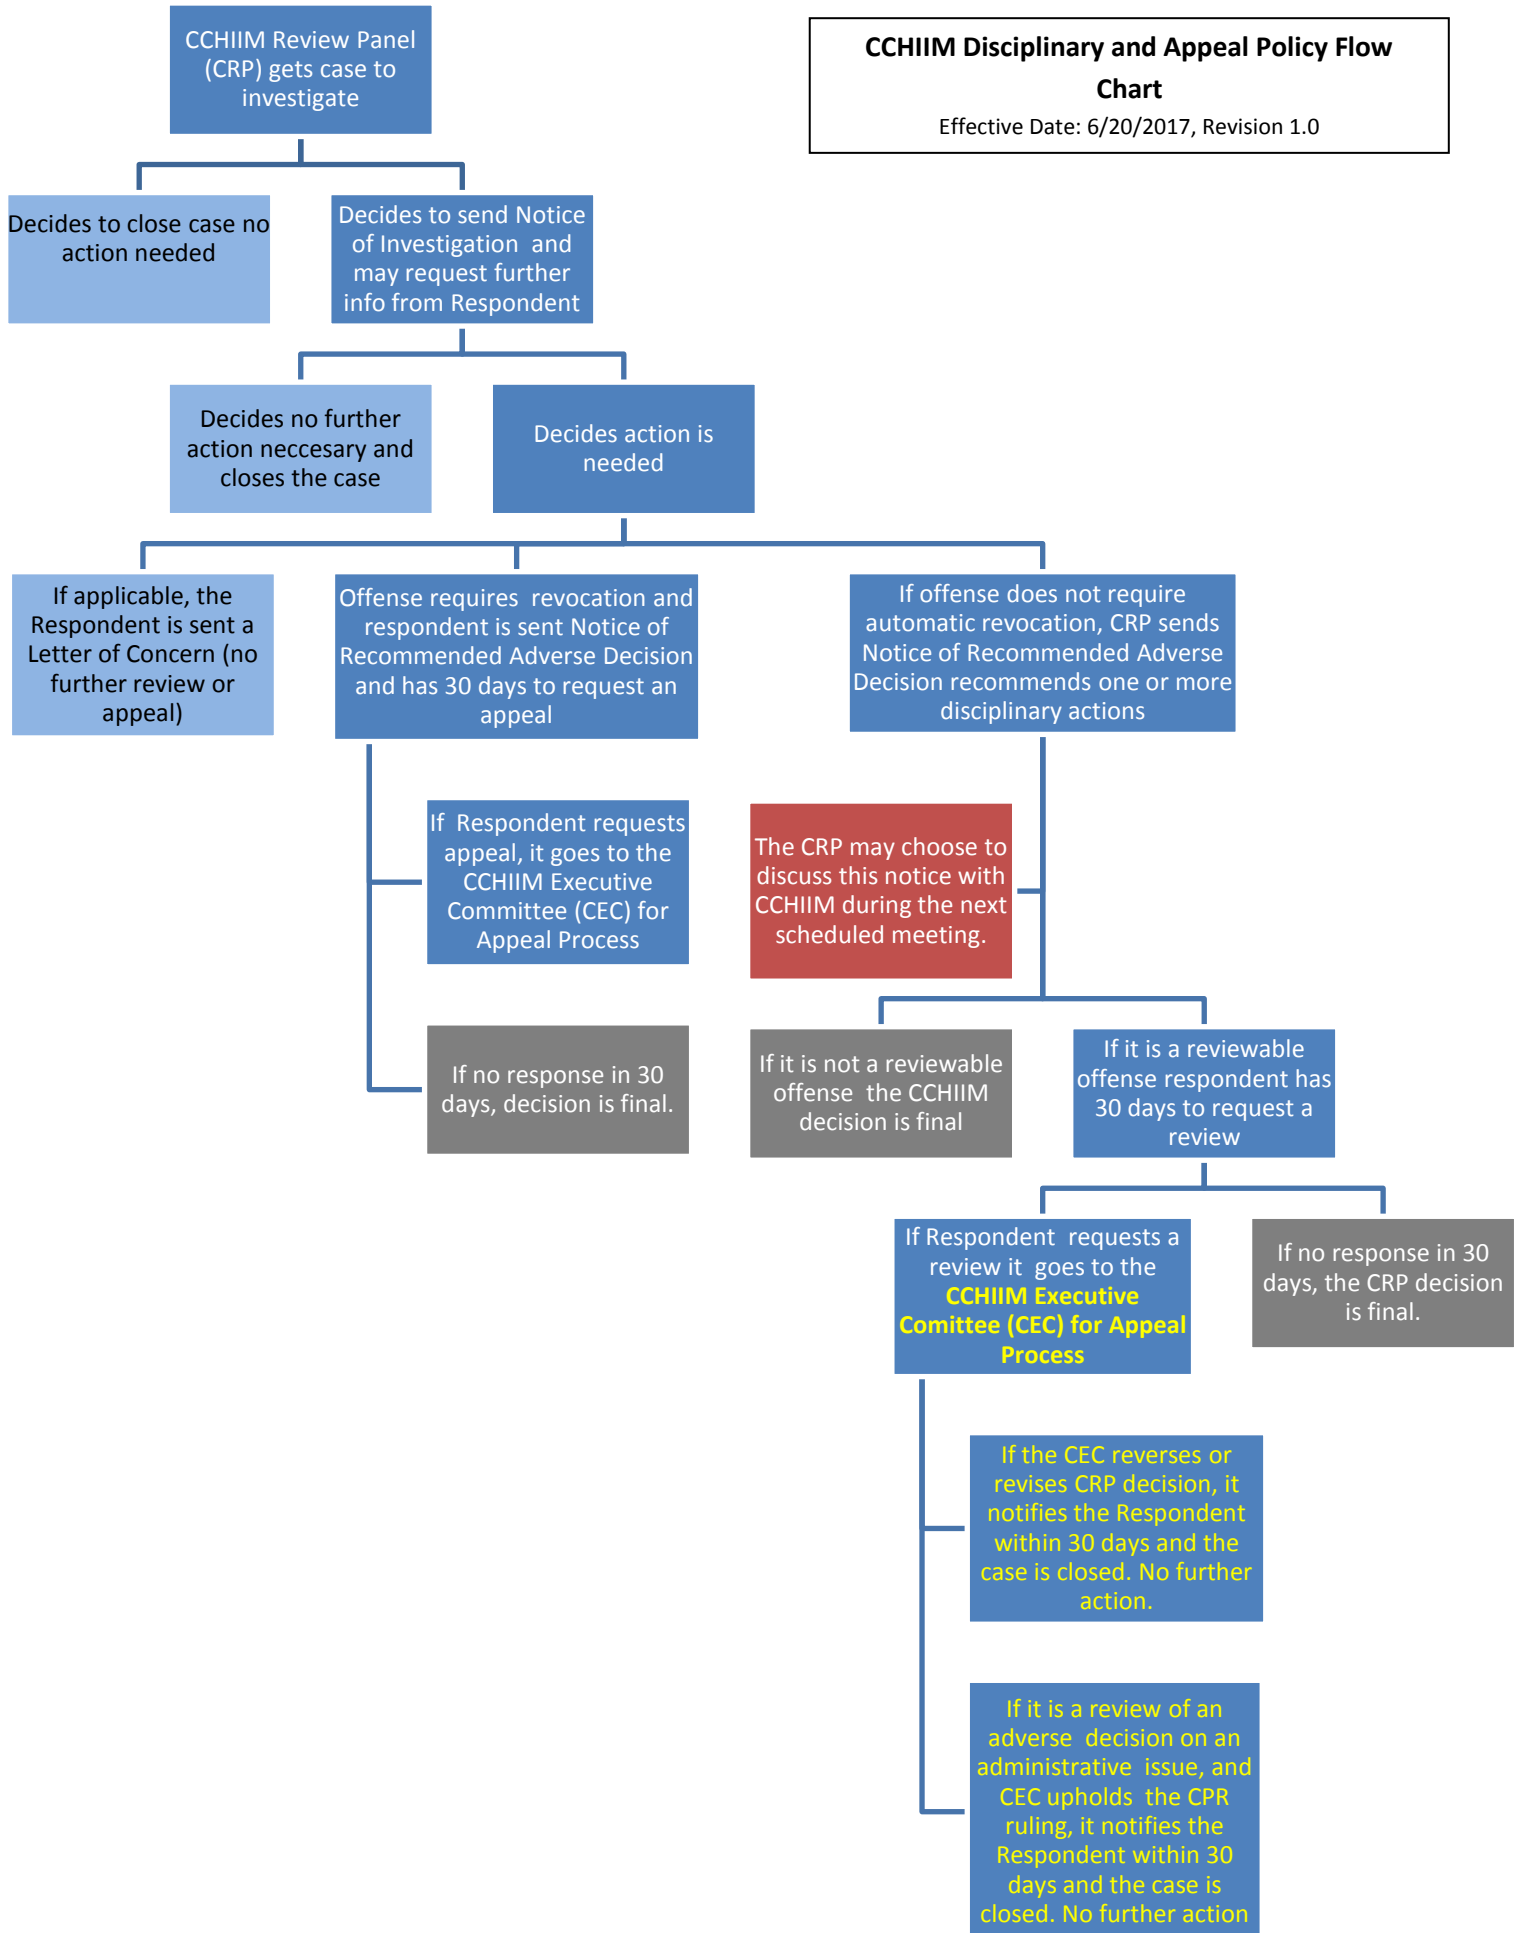 CCHIIM Review Panel
(CRP) gets case to
investigate
CCHIIM Disciplinary and Appeal Policy Flow
Chart
Effective Date: 6/20/2017, Revision 1.0
Decides to close case no
action needed
Decides to send Notice
of Investigation and
may request further
info from Respondent
Decides no further
action neccesary and
closes the case
Decides action is
needed
If applicable, the
Respondent is sent a
Letter of Concern (no
further review or
appeal)
Offense requires revocation and
respondent is sent Notice of
Recommended Adverse Decision
and has 30 days to request an
appeal
If offense does not require
automatic revocation, CRP sends
Notice of Recommended Adverse
Decision recommends one or more
disciplinary actions
If Respondent requests
appeal, it goes to the
CCHIIM Executive
Committee (CEC) for
Appeal Process
The CRP may choose to
discuss this notice with
CCHIIM during the next
scheduled meeting.
If no response in 30
days, decision is final.
If it is not a reviewable
offense the CCHIIM
decision is final
If it is a reviewable
offense respondent has
30 days to request a
review
If Respondent requests a
review it goes to the
CCHIIM Executive
Comittee (CEC) for Appeal
Process
If no response in 30
days, the CRP decision
is final.
If the CEC reverses or
revises CRP decision, it
notifies the Respondent
within 30 days and the
case is closed. No further
action.
If it is a review of an
adverse decision on an
administrative issue, and
CEC upholds the CPR
ruling, it notifies the
Respondent within 30
days and the case is
closed. No further action